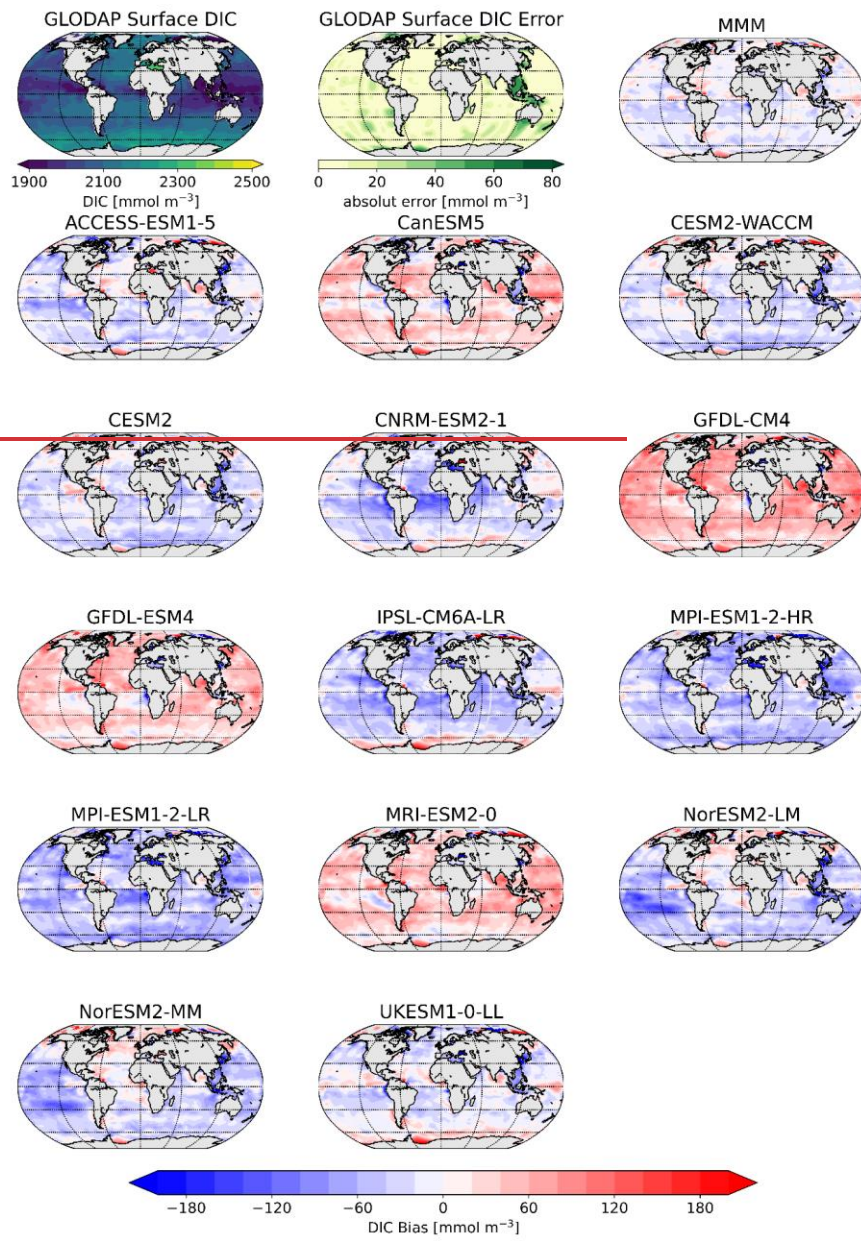 GLODAP Surface DIC
GLODAP Surface DIC Error
MMM
1900 2100 2300 2500
DIC [mmol m⁻³]
0 20 40 60 80
absolut error [mmol m⁻³]
ACCESS-ESM1-5
CanESM5
CESM2-WACCM
CESM2
CNRM-ESM2-1
GFDL-CM4
GFDL-ESM4
IPSL-CM6A-LR
MPI-ESM1-2-HR
MPI-ESM1-2-LR
MRI-ESM2-0
NorESM2-LM
NorESM2-MM
UKESM1-0-LL
−180 −120 −60 0 60 120 180
DIC Bias [mmol m⁻³]